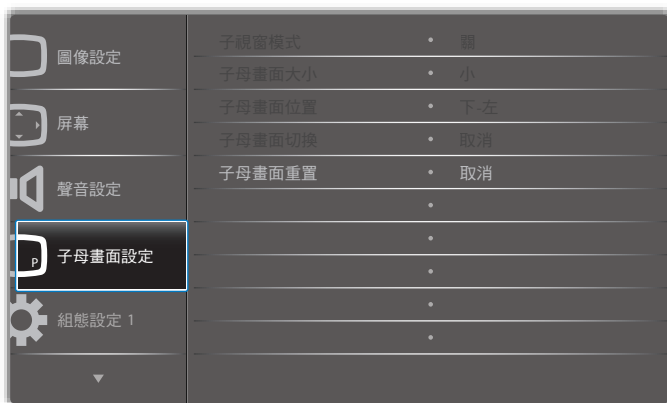 圖像設定
屏幕
聲音設定
P 子母畫面設定
組態設定 1
子視窗模式 • 關
子母畫面大小 • 小
子母畫面位置 • 下-左
子母畫面切換 • 取消
子母畫面重置 • 取消